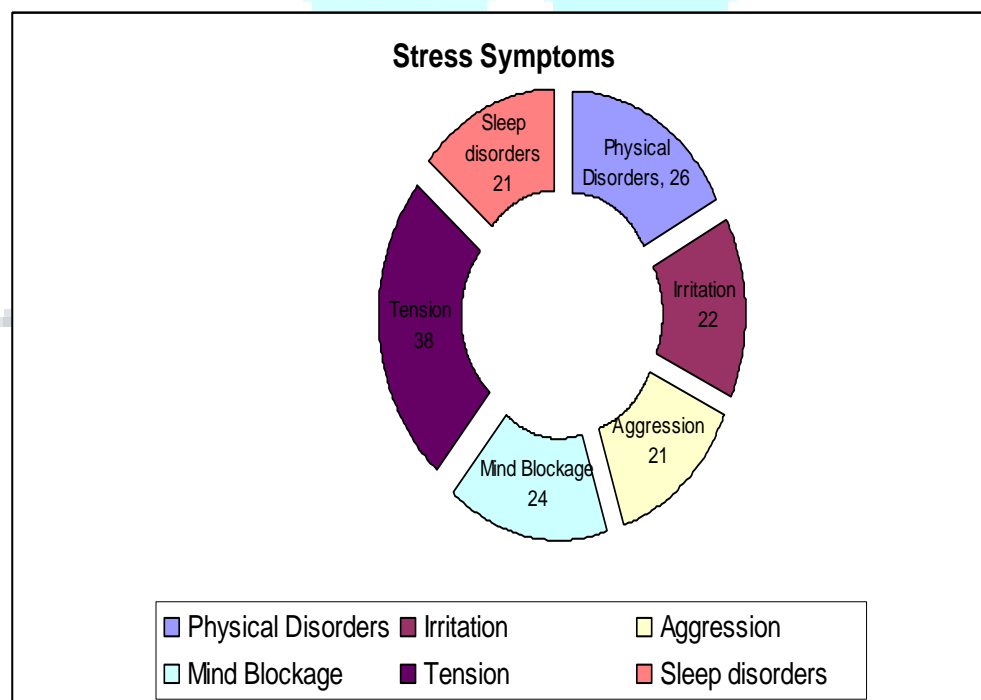 Stress Symptoms
Sleep
disorders
21
Physical
Disorders, 26
Irritation
22
Tension
38
Aggression
21
Mind Blockage
24
Physical Disorders Irritation Aggression
Mind Blockage Tension Sleep disorders